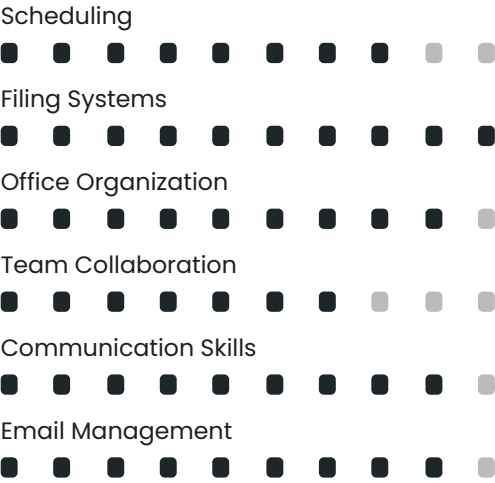 Scheduling
Filing Systems
Office Organization
Team Collaboration
Communication Skills
Email Management